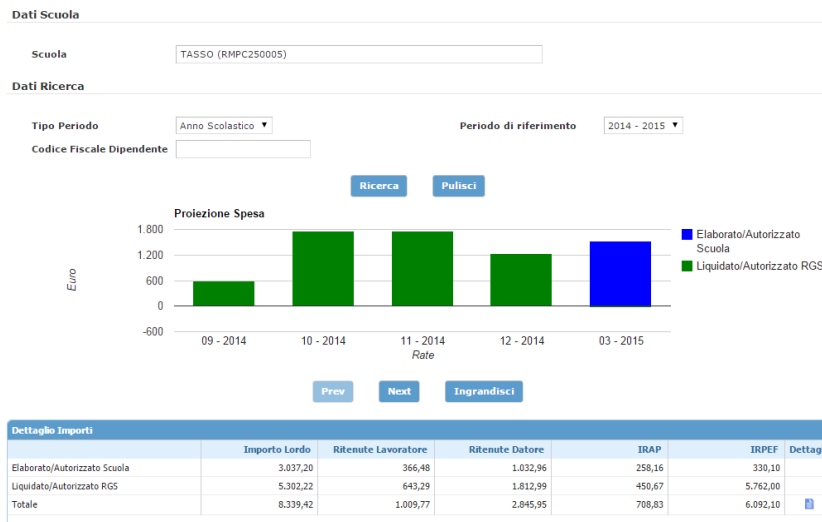 Dati Scuola
Scuola TASSO (RMPC250005)
Dati Ricerca
Tipo Periodo Anno Scolastico Periodo di riferimento 2014 - 2015
Codice Fiscale Dipendente
Ricerca Pulisci
Proiezione Spesa
1.800
1.200
600
0
-600
Euro
09 - 2014 10 - 2014 11 - 2014 12 - 2014 03 - 2015
Rate
Elaborato/Autorizzato
Scuola
Liquidato/Autorizzato RGS
Prev Next Ingrandisci
Dettaglio Importi
Importo Lordo Ritenute Lavoratore Ritenute Datore IRAP IRPEF Dettag
Elaborato/Autorizzato Scuola 3.037,20 366,48 1.032,96 258,16 330,10
Liquidato/Autorizzato RGS 5.302,22 643,29 1.812,99 450,67 5.762,00
Totale 8.339,42 1.009,77 2.845,95 708,83 6.092,10